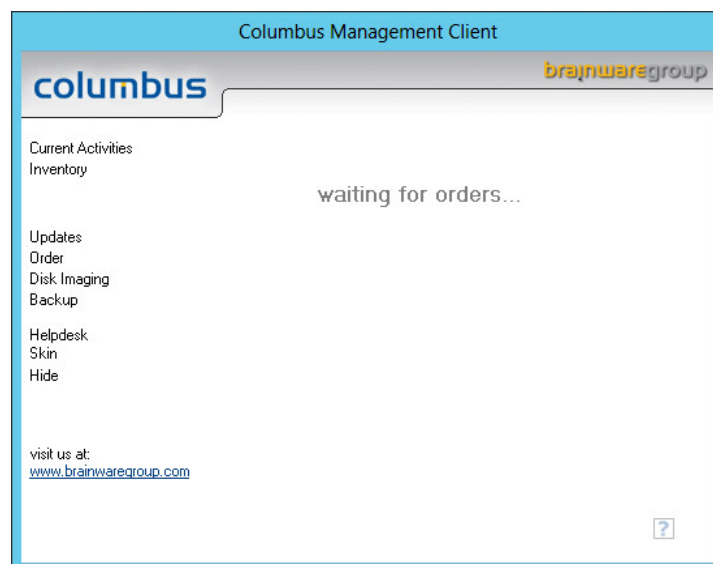 Columbus Management Client
brainwaregroup
columbus
Current Activities
Inventory
waiting for orders...
Updates
Order
Disk Imaging
Backup
Helpdesk
Skin
Hide
visit us at:
www.brainwaregroup.com
?